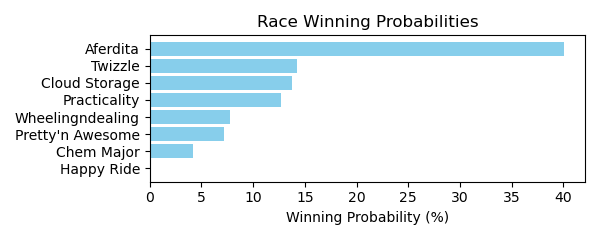 Race Winning Probabilities
Aferdita
Twizzle
Cloud Storage
Practicality
Wheelingndealing
Pretty'n Awesome
Chem Major
Happy Ride
0 5 10 15 20 25 30 35 40
Winning Probability (%)